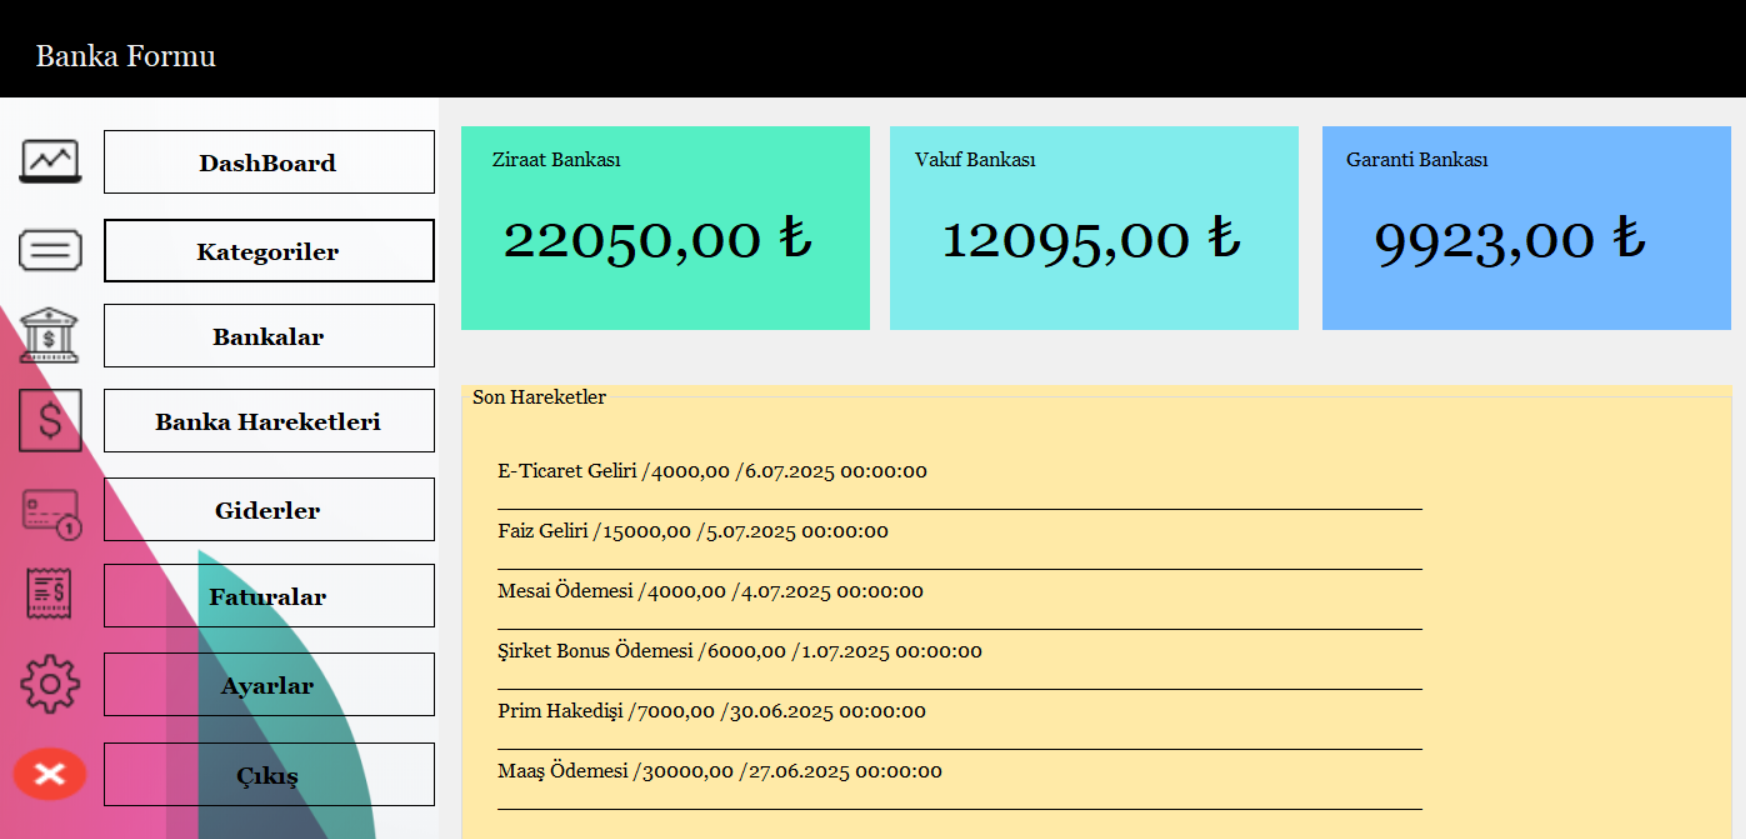 Banka Formu
DashBoard
Kategoriler
Bankalar
Banka Hareketleri
Giderler
Faturalar
Ayarlar
Çıkış
Ziraat Bankası
22050,00 ₺
Vakıf Bankası
12095,00 ₺
Garanti Bankası
9923,00 ₺
Son Hareketler
E-Ticaret Geliri /4000,00 /6.07.2025 00:00:00
Faiz Geliri /15000,00 /5.07.2025 00:00:00
Mesai Ödemesi /4000,00 /4.07.2025 00:00:00
Şirket Bonus Ödemesi /6000,00 /1.07.2025 00:00:00
Prim Hakedişi /7000,00 /30.06.2025 00:00:00
Maaş Ödemesi /30000,00 /27.06.2025 00:00:00